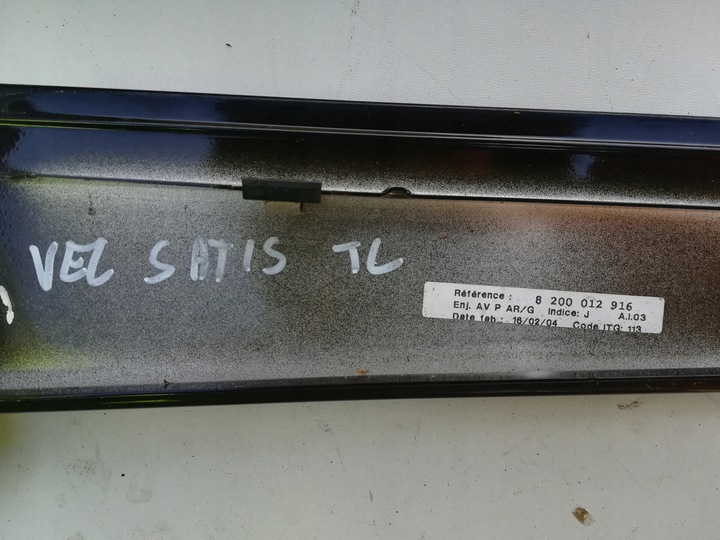 VEL SATIS TL
Référence : 8 200 012 916
Enj. AV P AR/G Indice: J A.I.03
Date fab.: 16/02/04 Code ITG: 113